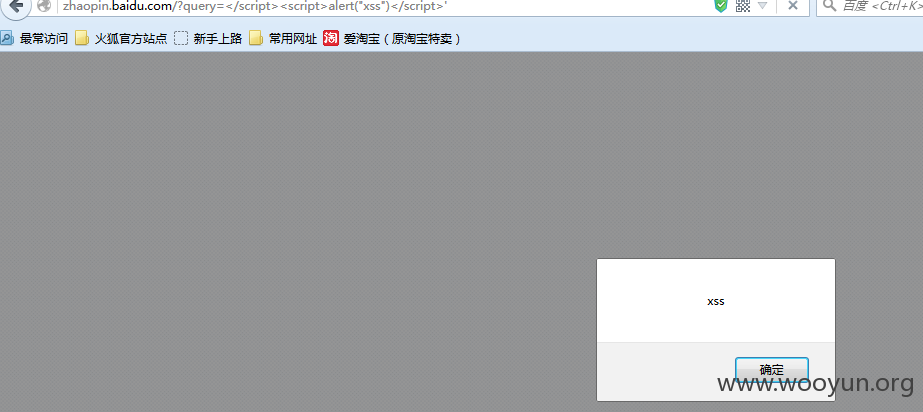 zhaopin.baidu.com/?query=</script><script>alert("xss")</script>'
百度 <Ctrl+K>
最常访问 火狐官方站点 新手上路 常用网址 淘 爱淘宝（原淘宝特卖）
xss
确定
www.wooyun.org